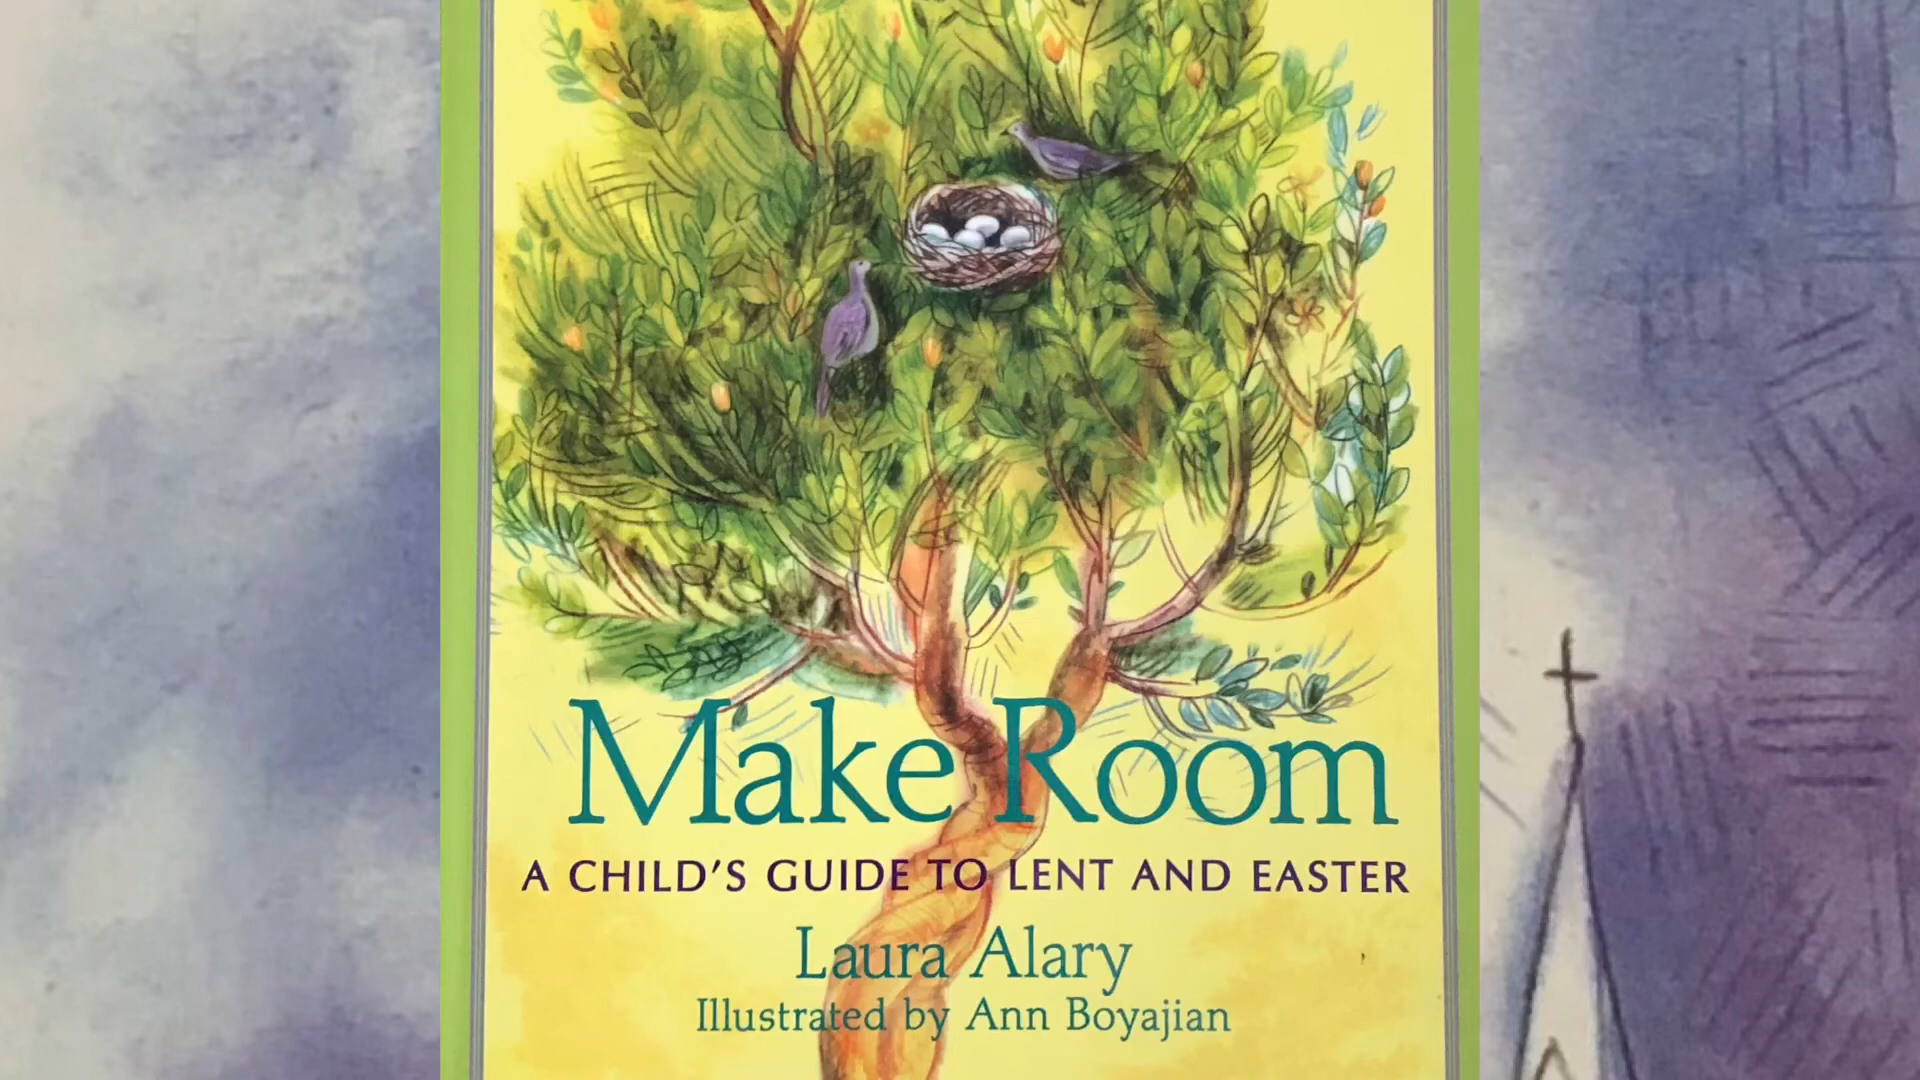 Make Room
A CHILD'S GUIDE TO LENT AND EASTER
Laura Alary
Illustrated by Ann Boyajian